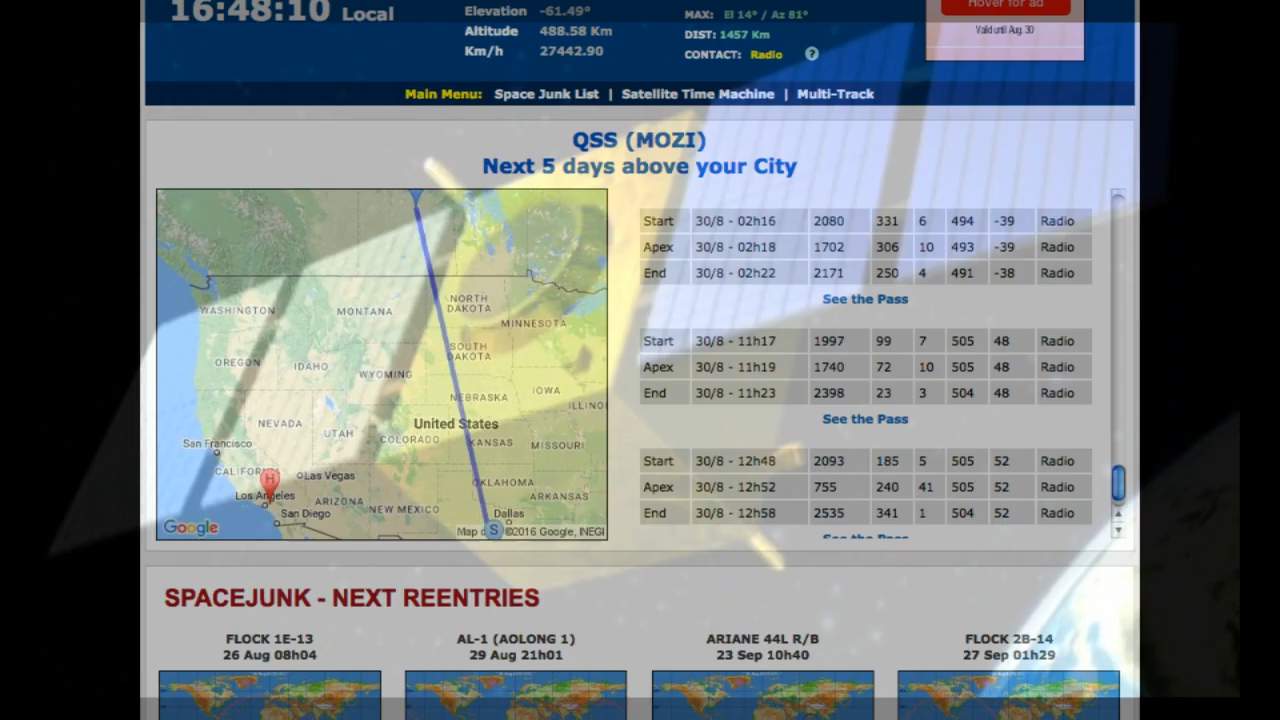 16:48:10 Local
Elevation -61.49°
Altitude 488.58 Km
Km/h 27442.90
MAX: El 14° / Az 81°
DIST: 1457 Km
CONTACT: Radio ?
Hover for ad
Valid until Aug. 30
Main Menu: Space Junk List | Satellite Time Machine | Multi-Track
QSS (MOZI)
Next 5 days above your City
WASHINGTON
MONTANA
NORTH
DAKOTA
MINNESOTA
OREGON
IDAHO
SOUTH
DAKOTA
WYOMING
NEBRASKA
IOWA
ILLINO
NEVADA
UTAH
COLORADO
United States
KANSAS
MISSOURI
San Francisco
CALIFOR
Las Vegas
H
Los Angeles
ARIZONA
NEW MEXICO
OKLAHOMA
ARKANSAS
San Diego
Dallas
Google
Map d S ©2016 Google, INEGI
Start 30/8 - 02h16 2080 331 6 494 -39 Radio
Apex 30/8 - 02h18 1702 306 10 493 -39 Radio
End 30/8 - 02h22 2171 250 4 491 -38 Radio
See the Pass
Start 30/8 - 11h17 1997 99 7 505 48 Radio
Apex 30/8 - 11h19 1740 72 10 505 48 Radio
End 30/8 - 11h23 2398 23 3 504 48 Radio
See the Pass
Start 30/8 - 12h48 2093 185 5 505 52 Radio
Apex 30/8 - 12h52 755 240 41 505 52 Radio
End 30/8 - 12h58 2535 341 1 504 52 Radio
See the Pass
SPACEJUNK - NEXT REENTRIES
FLOCK 1E-13
26 Aug 08h04
AL-1 (AOLONG 1)
29 Aug 21h01
ARIANE 44L R/B
23 Sep 10h40
FLOCK 2B-14
27 Sep 01h29